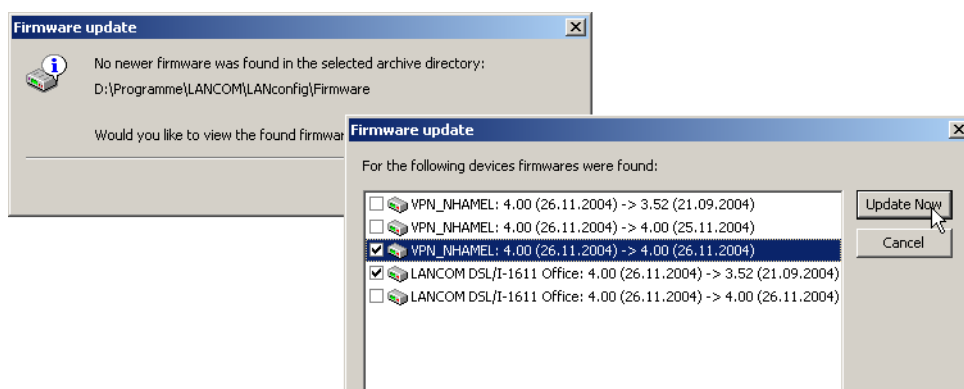 Firmware update
No newer firmware was found in the selected archive directory:
D:\Programme\LANCOM\LANconfig\Firmware
Would you like to view the found
Firmware update
For the following devices firmwares were found:
VPN_NHAMEL: 4.00 (26.11.2004) -> 3.52 (21.09.2004)
VPN_NHAMEL: 4.00 (26.11.2004) -> 4.00 (25.11.2004)
VPN_NHAMEL: 4.00 (26.11.2004) -> 4.00 (26.11.2004)
LANCOM DSL/I-1611 Office: 4.00 (26.11.2004) -> 3.52 (21.09.2004)
LANCOM DSL/I-1611 Office: 4.00 (26.11.2004) -> 4.00 (26.11.2004)
Update Now
Cancel